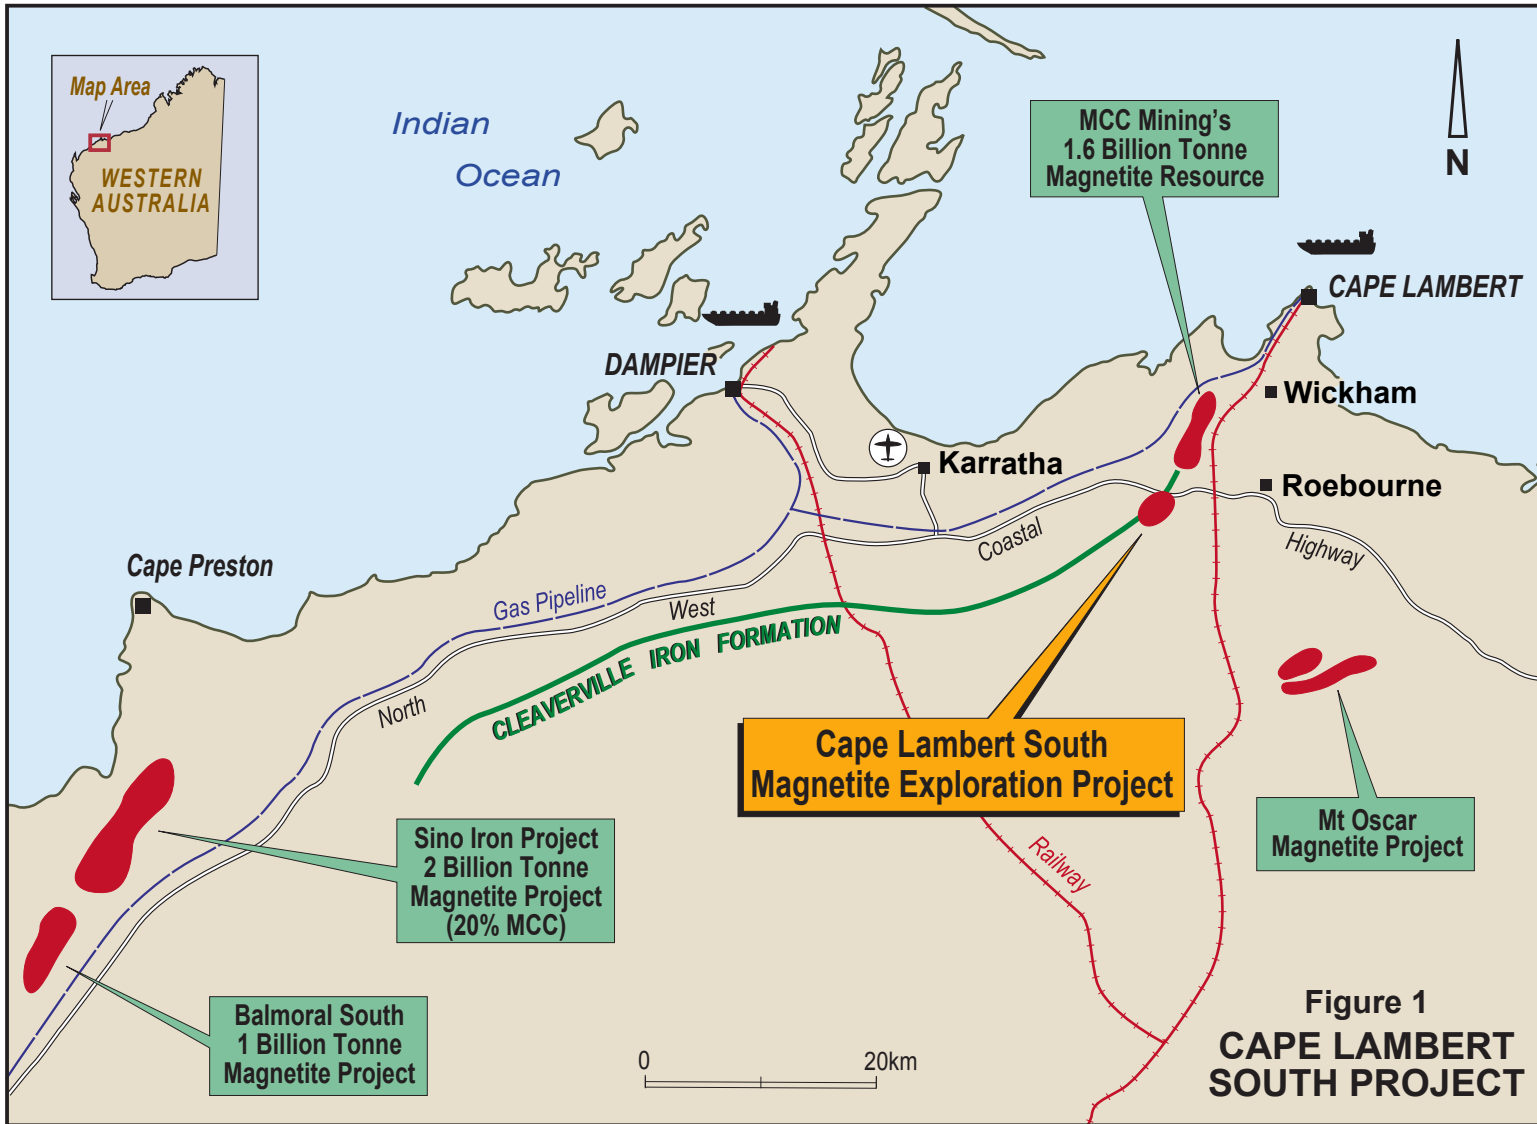 Map Area
WESTERN
AUSTRALIA
Indian
Ocean
MCC Mining's
1.6 Billion Tonne
Magnetite Resource
N
CAPE LAMBERT
DAMPIER
Wickham
Karratha
Roebourne
Cape Preston
Gas Pipeline
North
West
Coastal
Highway
CLEAVERVILLE IRON FORMATION
Cape Lambert South
Magnetite Exploration Project
Mt Oscar
Magnetite Project
Sino Iron Project
2 Billion Tonne
Magnetite Project
(20% MCC)
Railway
Balmoral South
1 Billion Tonne
Magnetite Project
0
20km
Figure 1
CAPE LAMBERT
SOUTH PROJECT